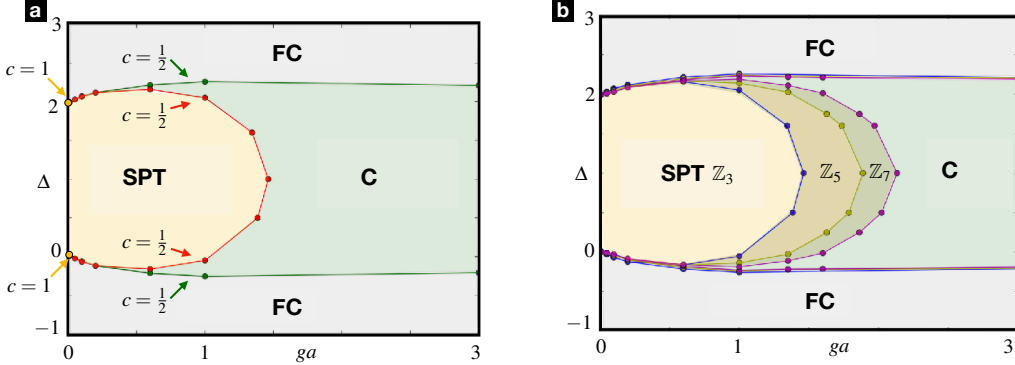 a
3
2
Δ
0
−1
0
1
ga
3
FC
c = 1/2
c = 1
c = 1/2
SPT
C
c = 1/2
c = 1
c = 1/2
FC
b
3
2
Δ
0
−1
0
1
ga
3
FC
SPT ℤ₃
ℤ₅
ℤ₇
C
FC